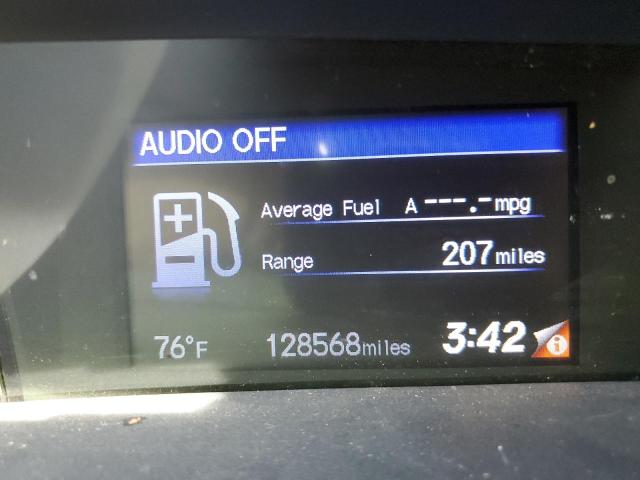 AUDIO OFF
Average Fuel A ---.- mpg
Range 207 miles
76°F 128568 miles 3:42 i